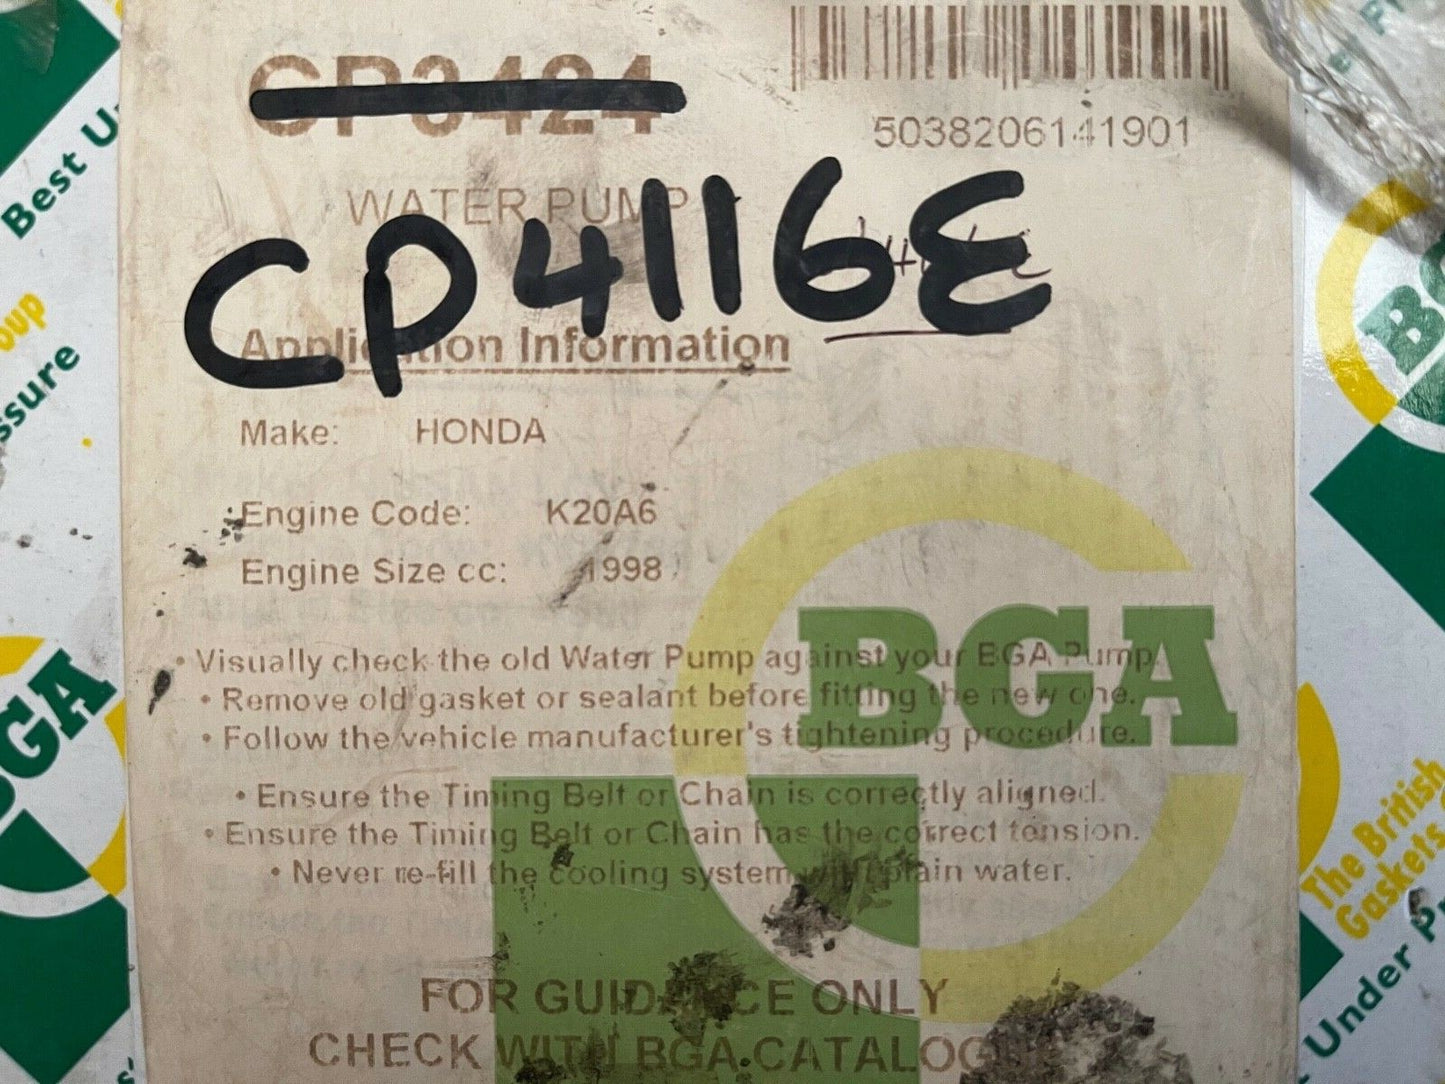 CP3424
5038206141901
WATER PUMP
CP4116E
Application Information
Make: HONDA
Engine Code: K20A6
Engine Size cc: 1998
• Visually check the old Water Pump against your BGA Pump.
• Remove old gasket or sealant before fitting the new one.
• Follow the vehicle manufacturer's tightening procedure.
• Ensure the Timing Belt or Chain is correctly aligned.
• Ensure the Timing Belt or Chain has the correct tension.
• Never re-fill the cooling system with plain water.
BGA
FOR GUIDANCE ONLY
CHECK WITH BGA CATALOGUE
Best
oup
ssure
BGA
The British
Gaskets
Under